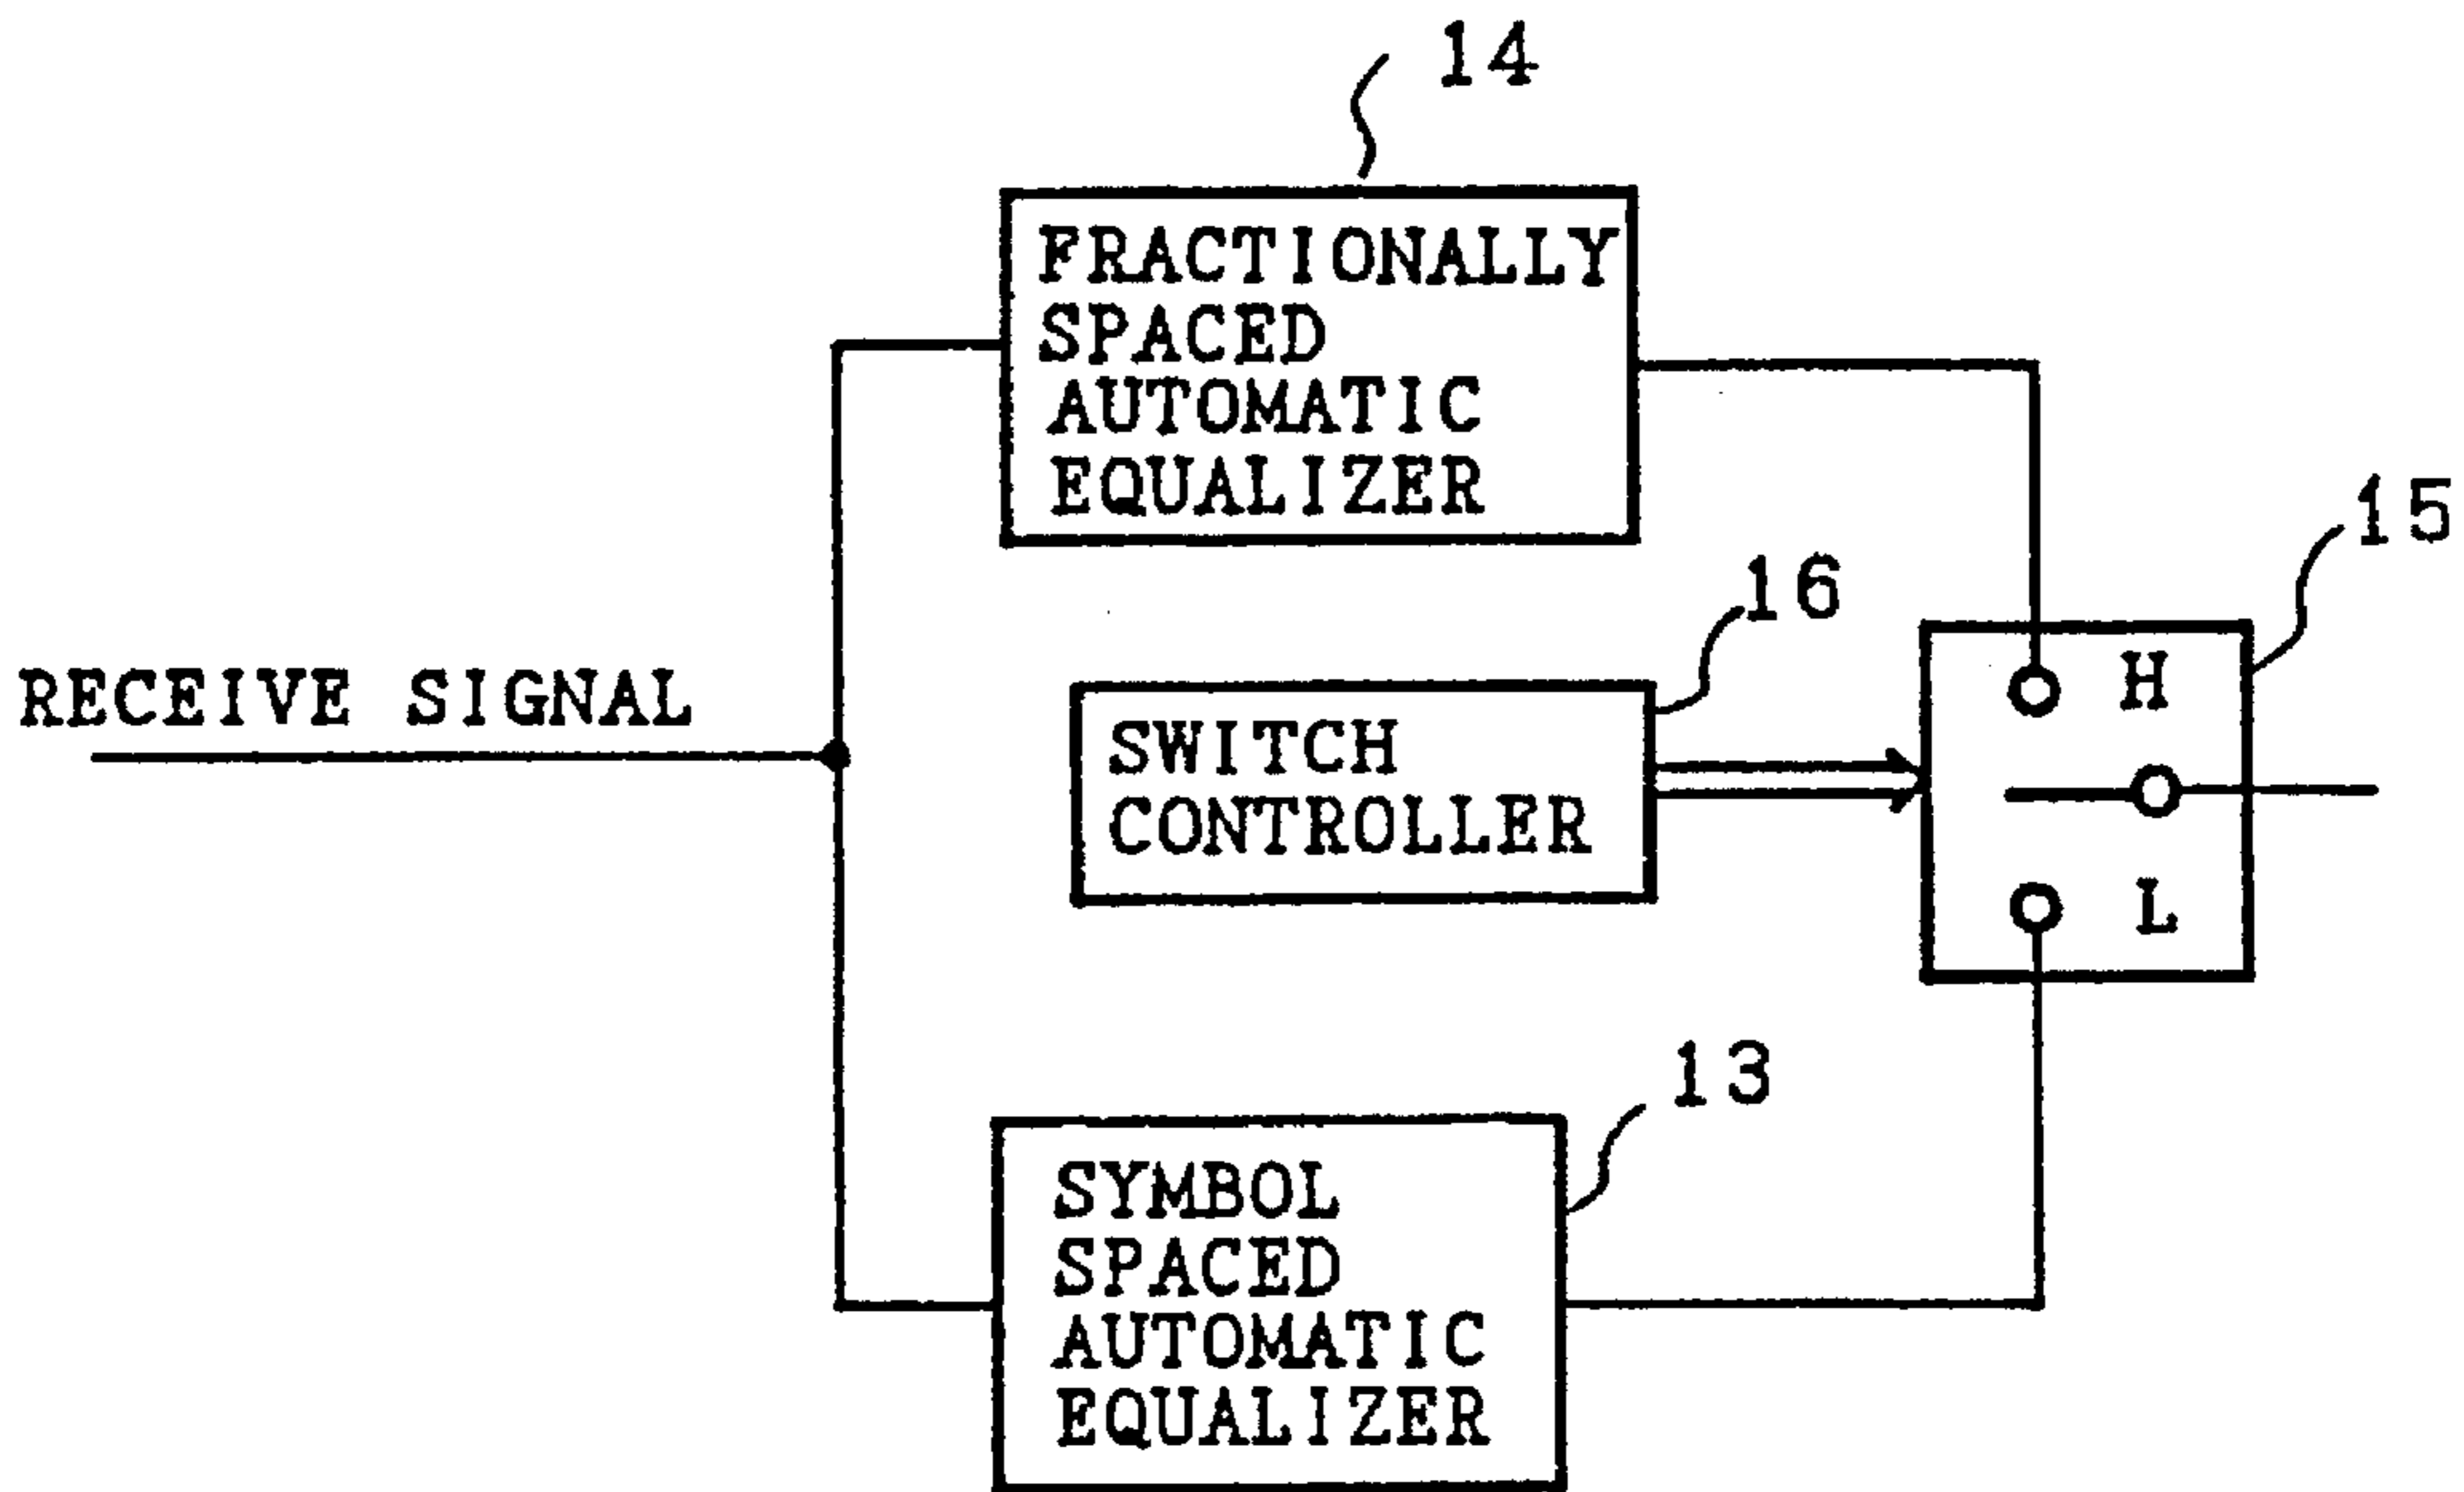 14
FRACTIONALLY
SPACED
AUTOMATIC
EQUALIZER
15
16
RECEIVE SIGNAL
H
SWITCH
CONTROLLER
L
13
SYMBOL
SPACED
AUTOMATIC
EQUALIZER